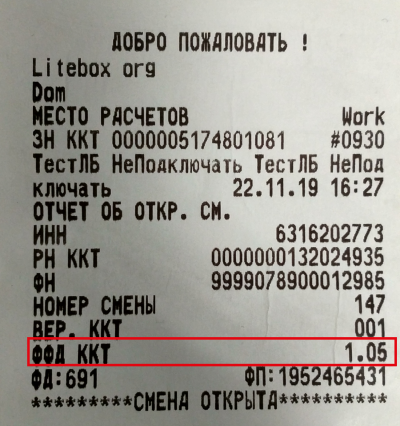 ДОБРО ПОЖАЛОВАТЬ !
Litebox org
Dom
МЕСТО РАСЧЕТОВ Work
ЗН ККТ 0000005174801081 #0930
ТестЛБ НеПодключать ТестЛБ НеПод
ключать 22.11.19 16:27
ОТЧЕТ ОБ ОТКР. СМ.
ИНН 6316202773
РН ККТ 0000000132024935
ФН 9999078900012985
НОМЕР СМЕНЫ 147
ВЕР. ККТ 001
ФФД ККТ 1.05
ФД:691 ФП:1952465431
*********СМЕНА ОТКРЫТА**********